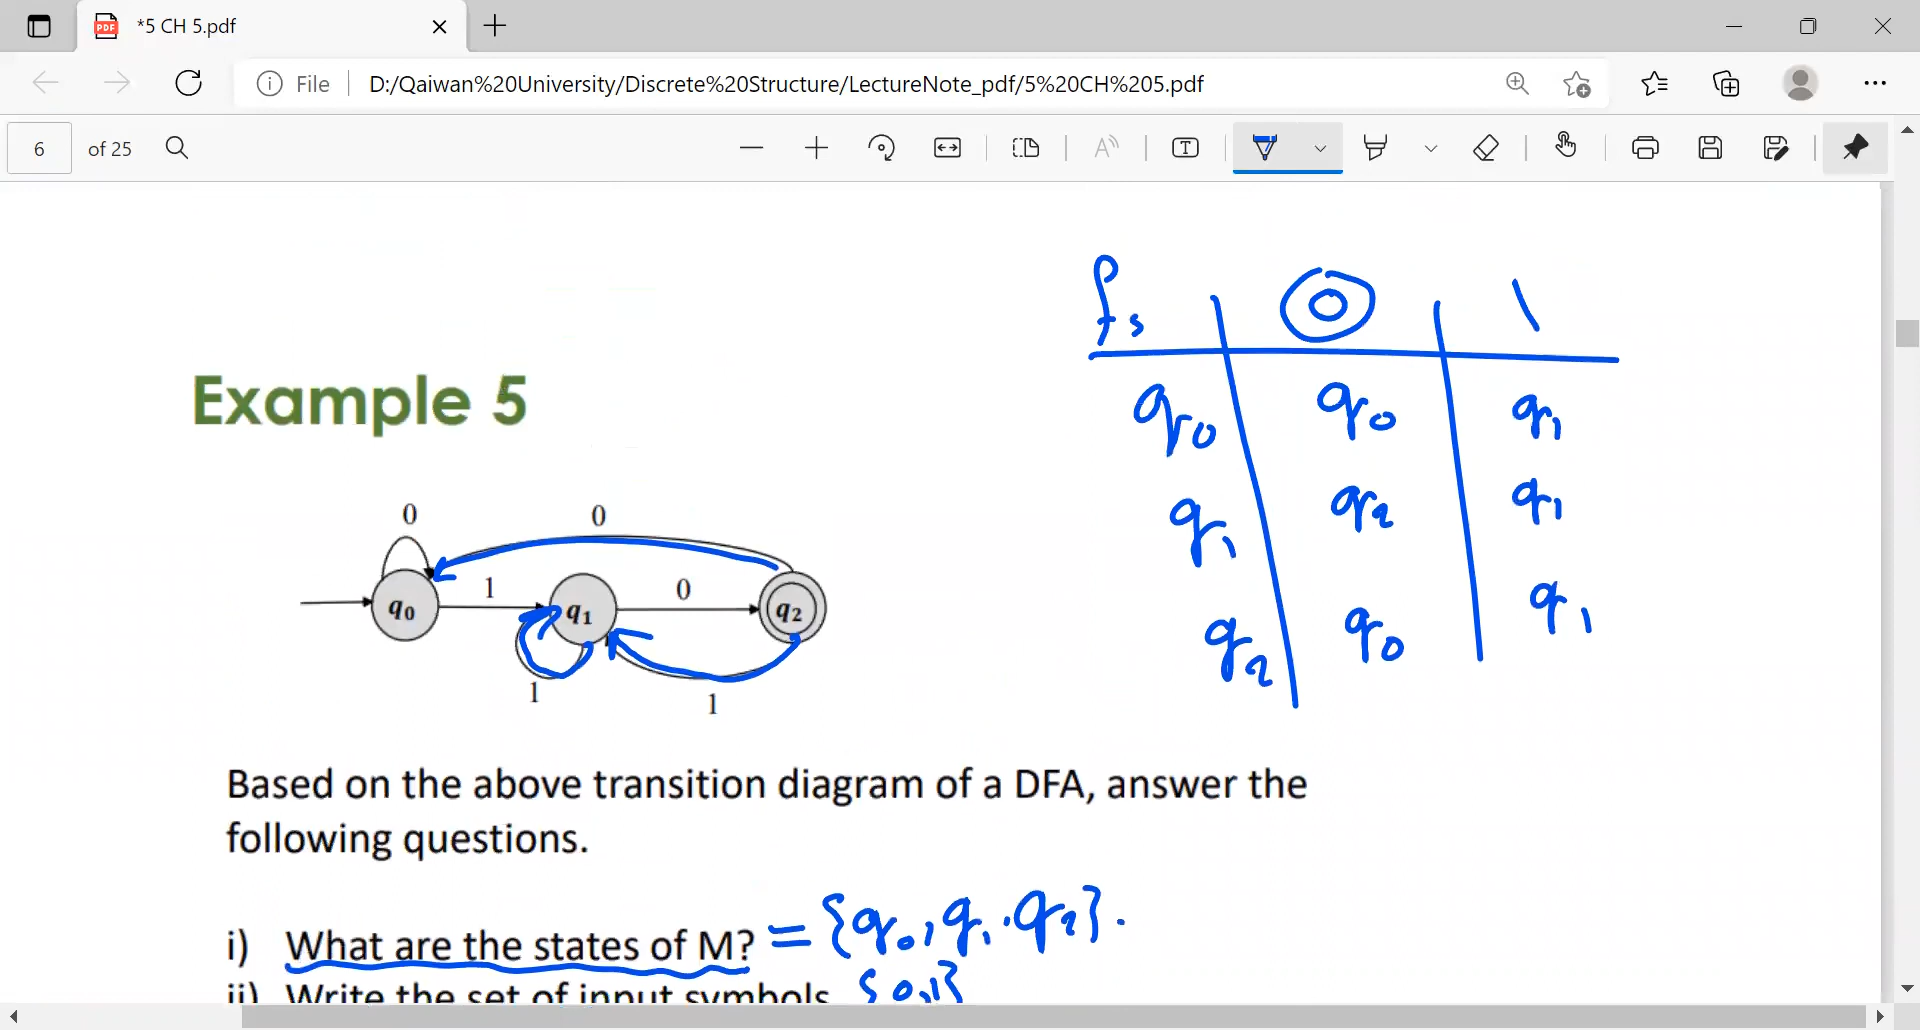 *5 CH 5.pdf
File D:/Qaiwan%20University/Discrete%20Structure/LectureNote_pdf/5%20CH%205.pdf
6 of 25
fs 0 1
q0 q0 q1
q1 q2 q1
q2 q0 q1
Example 5
0 0
1 0
q0 q1 q2
1 1
Based on the above transition diagram of a DFA, answer the
following questions.
i) What are the states of M? = {q0, q1, q2}.
ii) Write the set of input symbols {0,1}